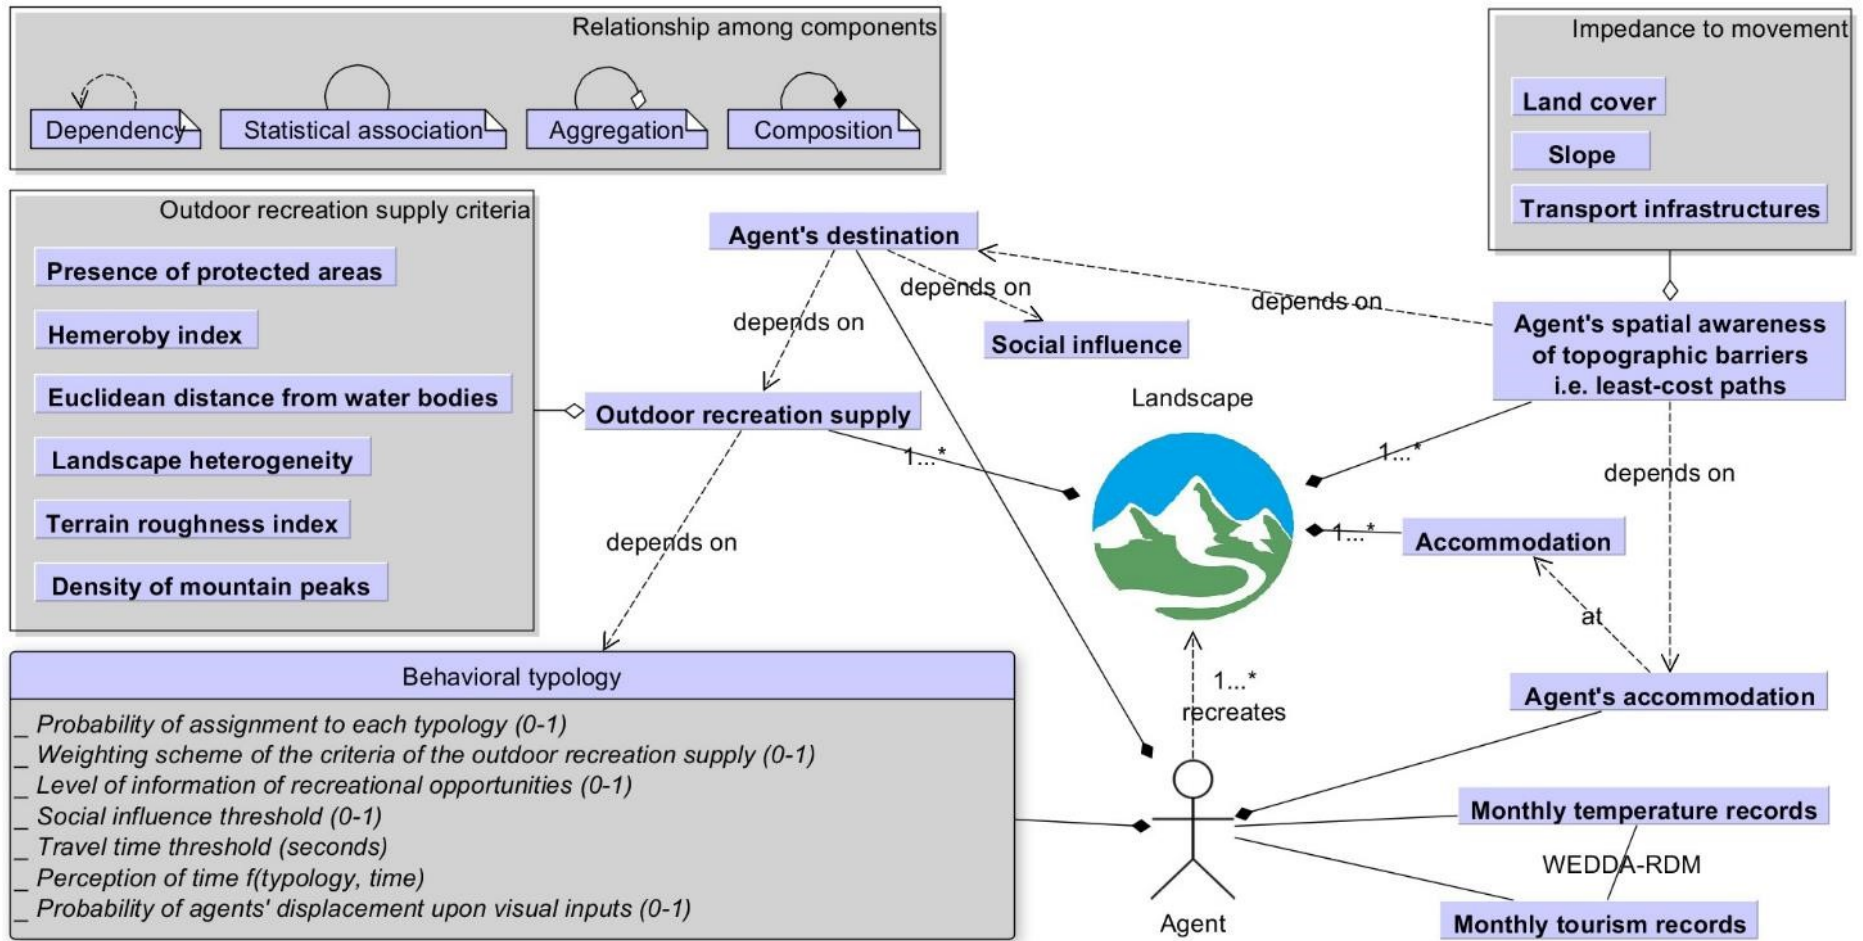 Relationship among components
Dependency
Statistical association
Aggregation
Composition
Impedance to movement
Land cover
Slope
Transport infrastructures
Outdoor recreation supply criteria
Presence of protected areas
Hemeroby index
Euclidean distance from water bodies
Landscape heterogeneity
Terrain roughness index
Density of mountain peaks
Agent's destination
depends on
depends on
depends on
Social influence
Agent's spatial awareness
of topographic barriers
i.e. least-cost paths
Outdoor recreation supply
Landscape
1...*
1...*
depends on
depends on
1...*
Accommodation
at
Agent's accommodation
1...*
recreates
Behavioral typology
_ Probability of assignment to each typology (0-1)
_ Weighting scheme of the criteria of the outdoor recreation supply (0-1)
_ Level of information of recreational opportunities (0-1)
_ Social influence threshold (0-1)
_ Travel time threshold (seconds)
_ Perception of time f(typology, time)
_ Probability of agents' displacement upon visual inputs (0-1)
Agent
Monthly temperature records
WEDDA-RDM
Monthly tourism records